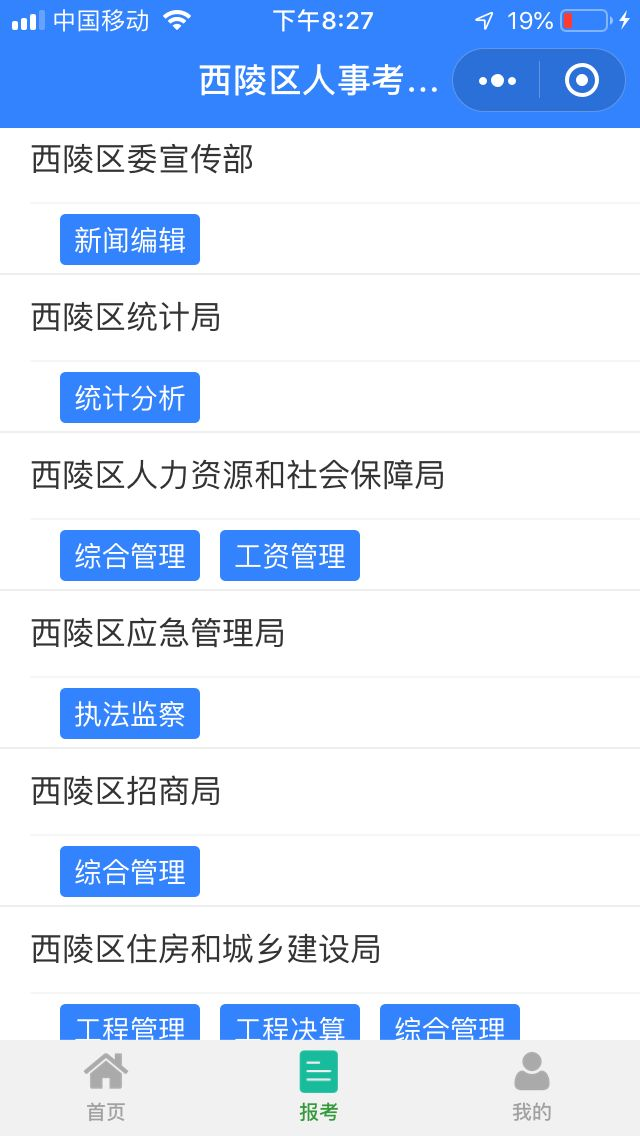 中国移动 下午8:27 19%
西陵区人事考...
西陵区委宣传部
新闻编辑
西陵区统计局
统计分析
西陵区人力资源和社会保障局
综合管理 工资管理
西陵区应急管理局
执法监察
西陵区招商局
综合管理
西陵区住房和城乡建设局
工程管理 工程决算 综合管理
首页 报考 我的